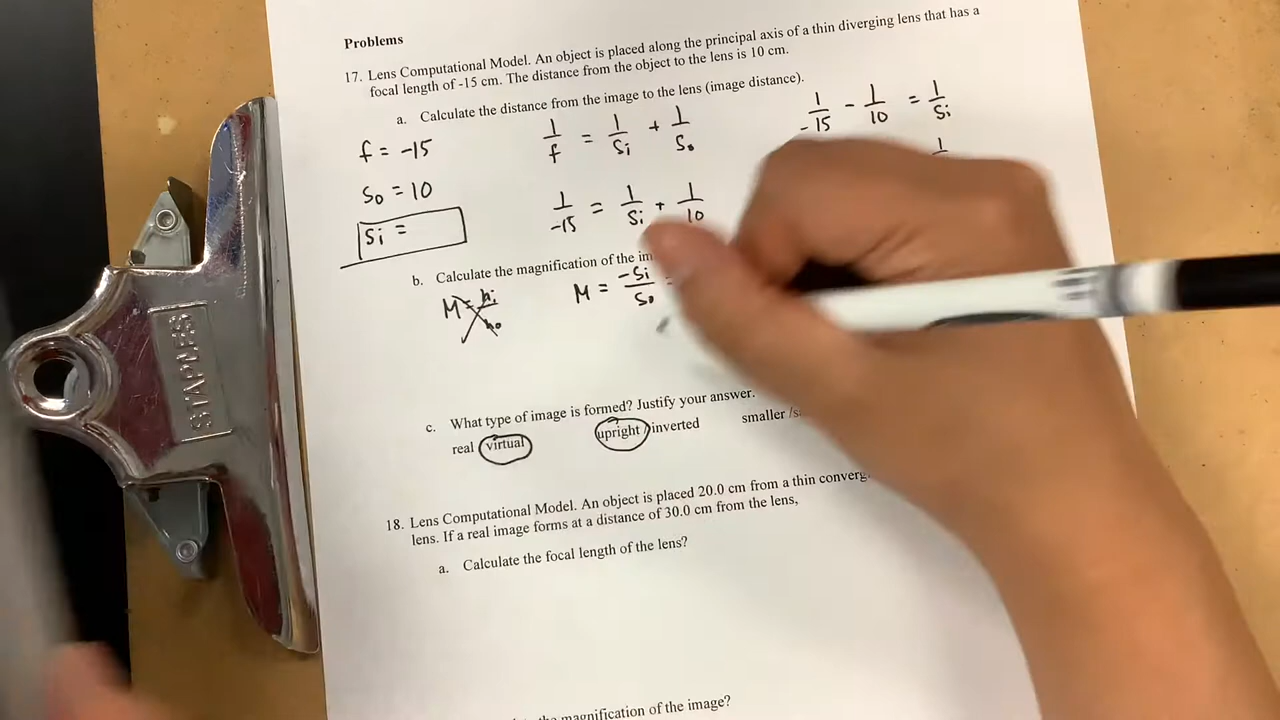 Problems
17. Lens Computational Model. An object is placed along the principal axis of a thin diverging lens that has a
focal length of -15 cm. The distance from the object to the lens is 10 cm.
a. Calculate the distance from the image to the lens (image distance).
f = -15
1/f = 1/Si + 1/So
1/-15 - 1/10 = 1/Si
So = 10
1/-15 = 1/Si + 1/10
Si =
b. Calculate the magnification of the
M = hi/ho
M = -Si/So =
c. What type of image is formed? Justify your answer.
real virtual upright / inverted smaller /
18. Lens Computational Model. An object is placed 20.0 cm from a thin
lens. If a real image forms at a distance of 30.0 cm from the lens,
a. Calculate the focal length of the lens?
magnification of the image?
STAPLES